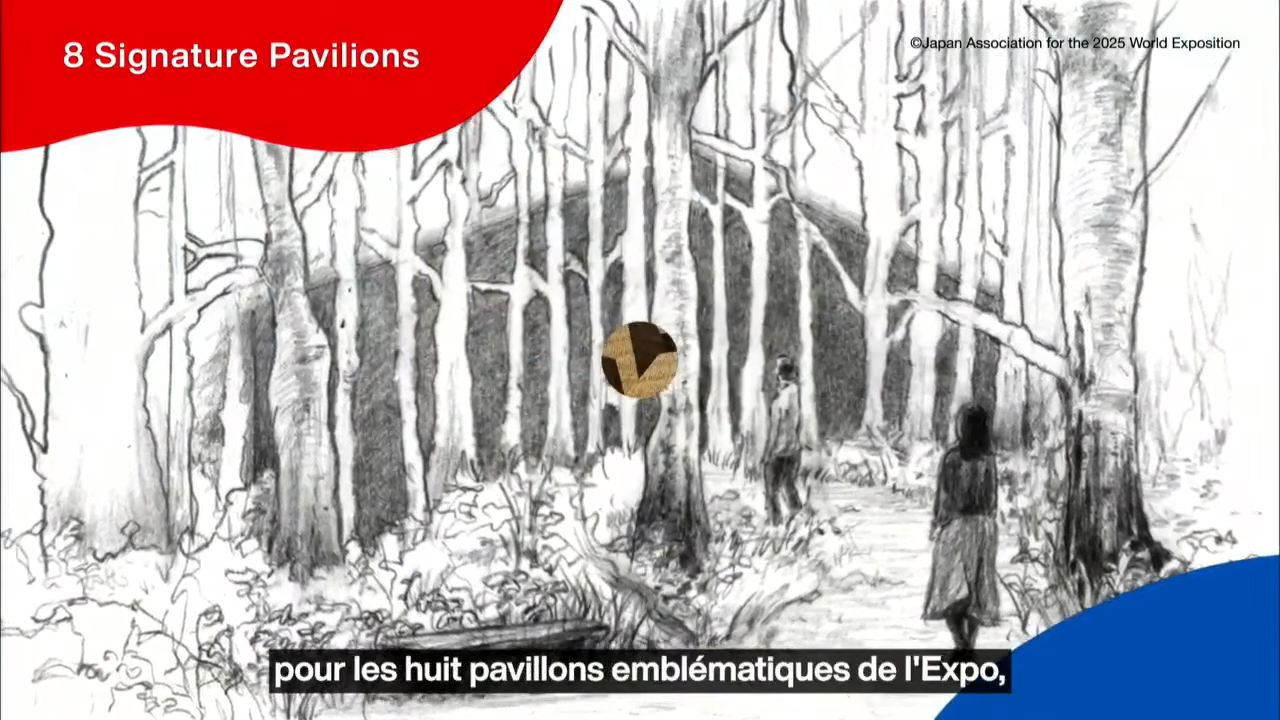 8 Signature Pavilions
©Japan Association for the 2025 World Exposition
pour les huit pavillons emblématiques de l'Expo,